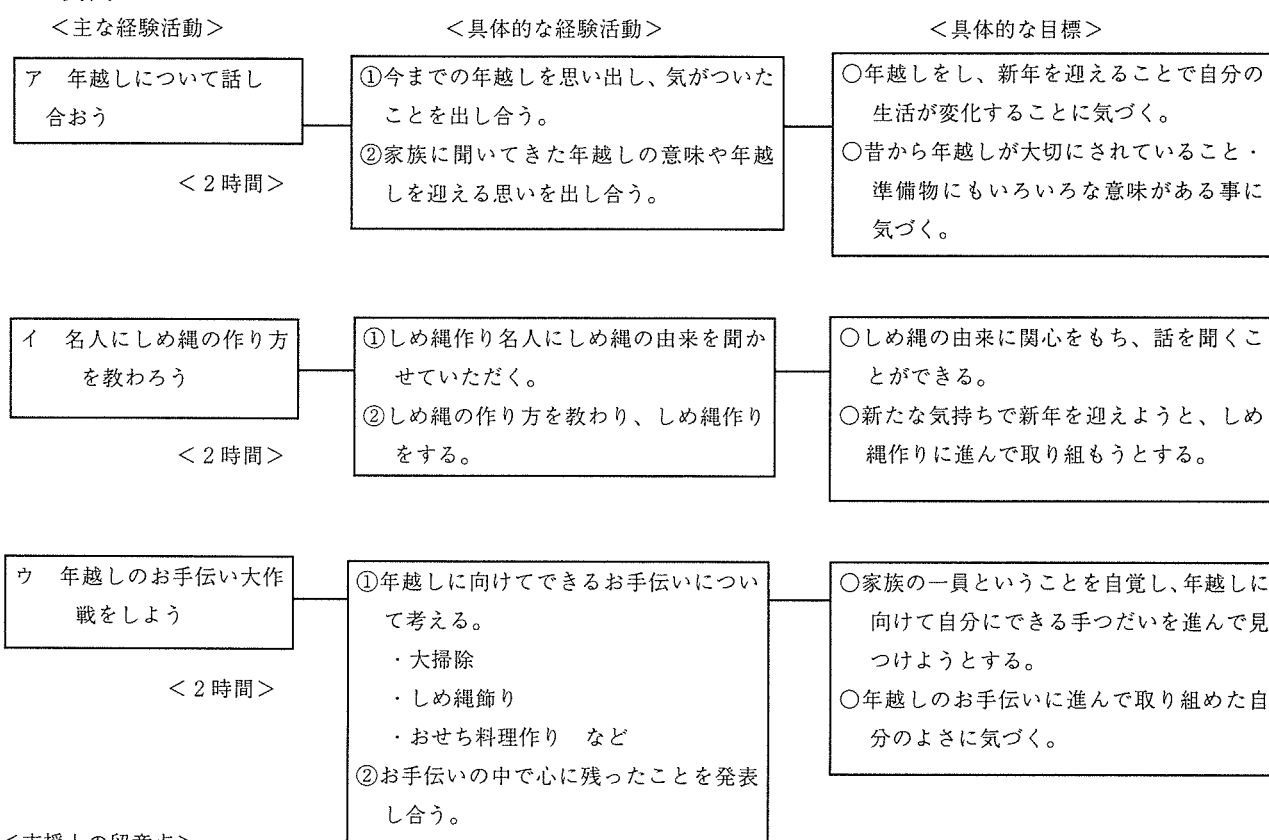 ＜主な経験活動＞
＜具体的な経験活動＞
＜具体的な目標＞
ア　年越しについて話し
合おう
＜２時間＞
①今までの年越しを思い出し、気がついた
ことを出し合う。
②家族に聞いてきた年越しの意味や年越
しを迎える思いを出し合う。
○年越しをし、新年を迎えることで自分の
生活が変化することに気づく。
○昔から年越しが大切にされていること・
準備物にもいろいろな意味がある事に
気づく。
イ　名人にしめ縄の作り方
を教わろう
＜２時間＞
①しめ縄作り名人にしめ縄の由来を聞か
せていただく。
②しめ縄の作り方を教わり、しめ縄作り
をする。
○しめ縄の由来に関心をもち、話を聞くこ
とができる。
○新たな気持ちで新年を迎えようと、しめ
縄作りに進んで取り組もうとする。
ウ　年越しのお手伝い大作
戦をしよう
＜２時間＞
①年越しに向けてできるお手伝いについ
て考える。
・大掃除
・しめ縄飾り
・おせち料理作り　など
②お手伝いの中で心に残ったことを発表
し合う。
○家族の一員ということを自覚し、年越しに
向けて自分にできる手つだいを進んで見
つけようとする。
○年越しのお手伝いに進んで取り組めた自
分のよさに気づく。